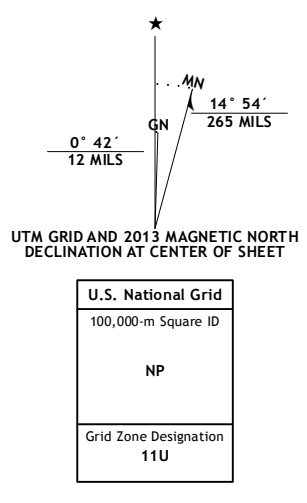 ★
MN
14° 54´
265 MILS
GN
0° 42´
12 MILS
UTM GRID AND 2013 MAGNETIC NORTH
DECLINATION AT CENTER OF SHEET
U.S. National Grid
100,000-m Square ID
NP
Grid Zone Designation
11U